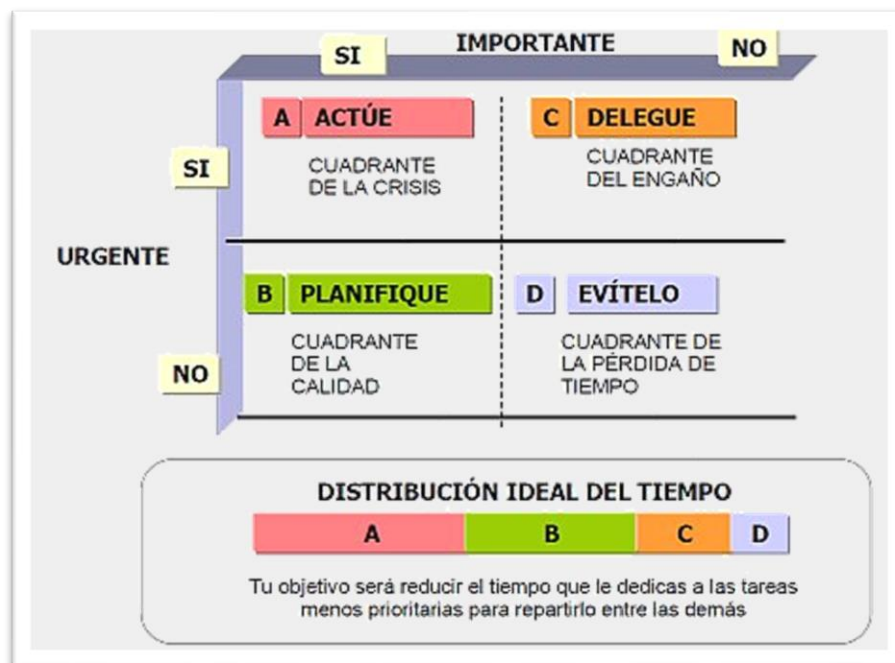 IMPORTANTE
SI
NO
A ACTÚE
C DELEGUE
CUADRANTE
DE LA CRISIS
CUADRANTE
DEL ENGAÑO
SI
URGENTE
B PLANIFIQUE
D EVÍTELO
CUADRANTE
DE LA
CALIDAD
CUADRANTE DE
LA PÉRDIDA DE
TIEMPO
NO
DISTRIBUCIÓN IDEAL DEL TIEMPO
A B C D
Tu objetivo será reducir el tiempo que le dedicas a las tareas
menos prioritarias para repartirlo entre las demás